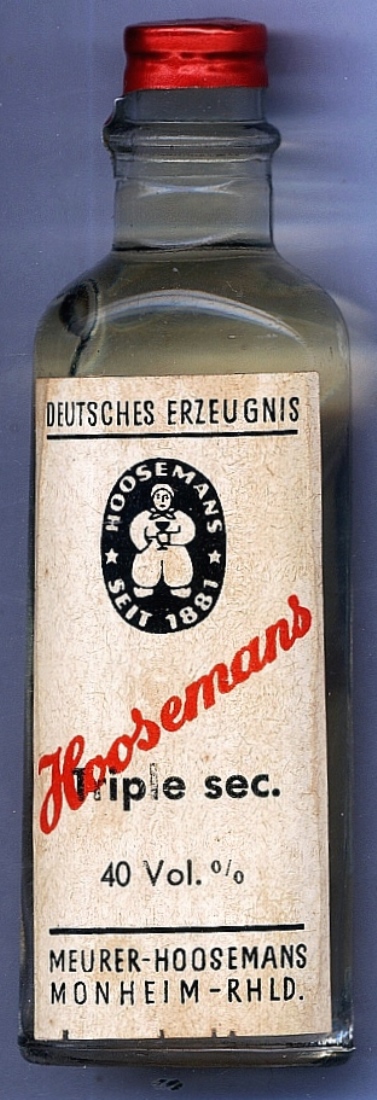 DEUTSCHES ERZEUGNIS
HOOSEMANS
★ SEIT 1881 ★
Hoosemans
Triple sec.
40 Vol. %
MEURER-HOOSEMANS
MONHEIM-RHLD.